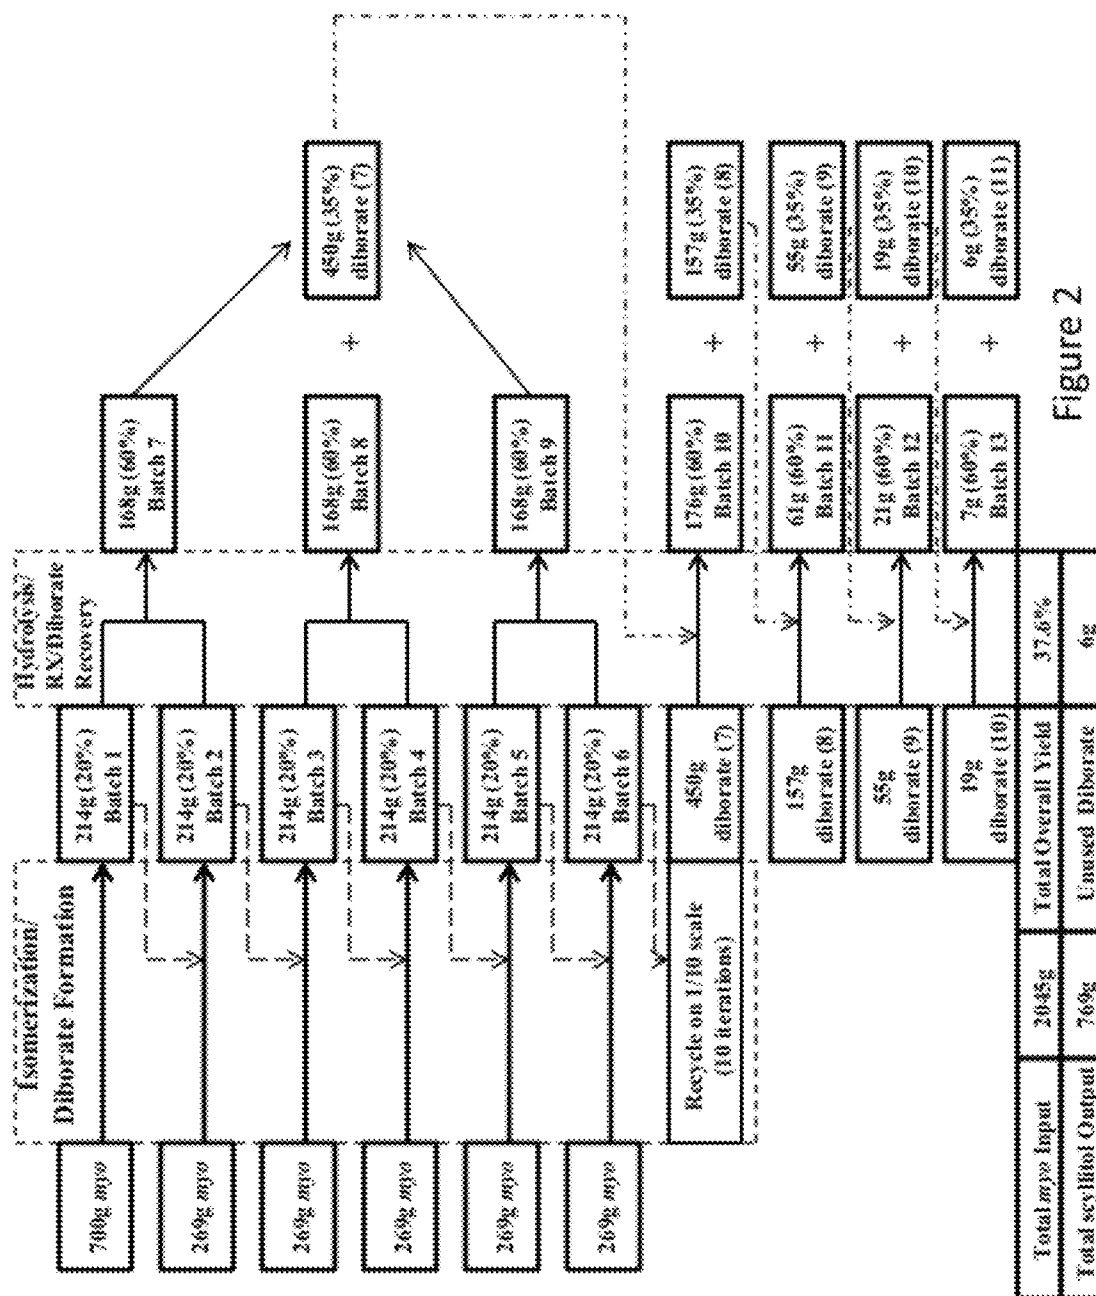 Isomerization/
Diborate Formation
Hydrolysis/
RX/Diborate
Recovery
700g myo
214g (20%)
Batch 1
168g (60%)
Batch 7
269g myo
214g (20%)
Batch 2
269g myo
214g (20%)
Batch 3
168g (60%)
Batch 8
+
450g (35%)
diborate (7)
269g myo
214g (20%)
Batch 4
269g myo
214g (20%)
Batch 5
168g (60%)
Batch 9
269g myo
214g (20%)
Batch 6
Recycle on 1/10 scale
(10 iterations)
450g
diborate (7)
176g (60%)
Batch 10
+
157g (35%)
diborate (8)
157g
diborate (8)
61g (60%)
Batch 11
+
55g (35%)
diborate (9)
55g
diborate (9)
21g (60%)
Batch 12
+
19g (35%)
diborate (10)
19g
diborate (10)
7g (60%)
Batch 13
+
6g (35%)
diborate (11)
Total myo Input 2045g Total Overall Yield 37.6%
Total scyllitol Output 769g Unused Diborate 6g
Figure 2